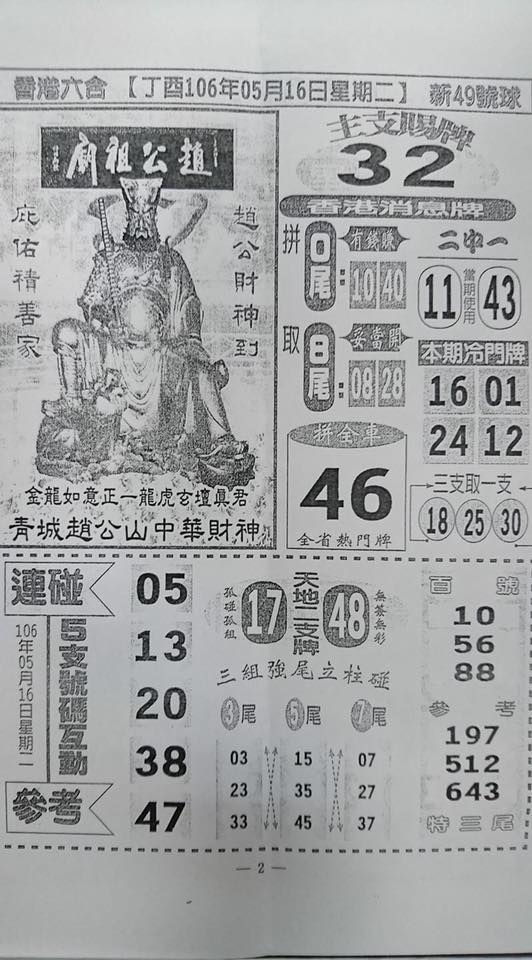 香港六合 【丁酉106年05月16日星期二】 新49號球
趙公祖廟
庇佑積善家
趙公財神到
金龍如意正一龍虎玄壇真君
青城趙公山中華財神
主支賜牌
32
香港消息牌
拼 0尾 有錢賺
10 40
取 8尾 妥當開
08 28
二中一
11 當期使用 43
本期冷門牌
16 01
24 12
拼全車
46
全省熱門牌
三支取一支
18 25 30
連碰
106年05月16日星期二
5支號碼互動
參考
05
13
20
38
47
孤碰孤組 17 天地二支牌 48 無
三組強尾立柱碰
3尾 5尾 7尾
03 15 07
23 35 27
33 45 37
百號
10
56
88
參考
197
512
643
特三尾
— 2 —